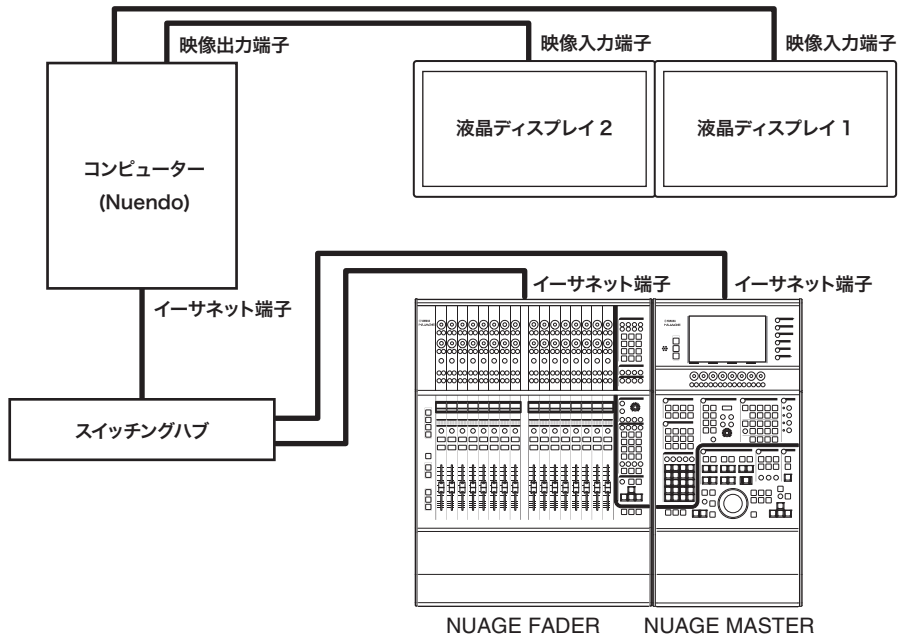 映像出力端子
映像入力端子
映像入力端子
コンピューター
(Nuendo)
液晶ディスプレイ 2
液晶ディスプレイ 1
イーサネット端子
イーサネット端子
イーサネット端子
スイッチングハブ
NUAGE FADER
NUAGE MASTER